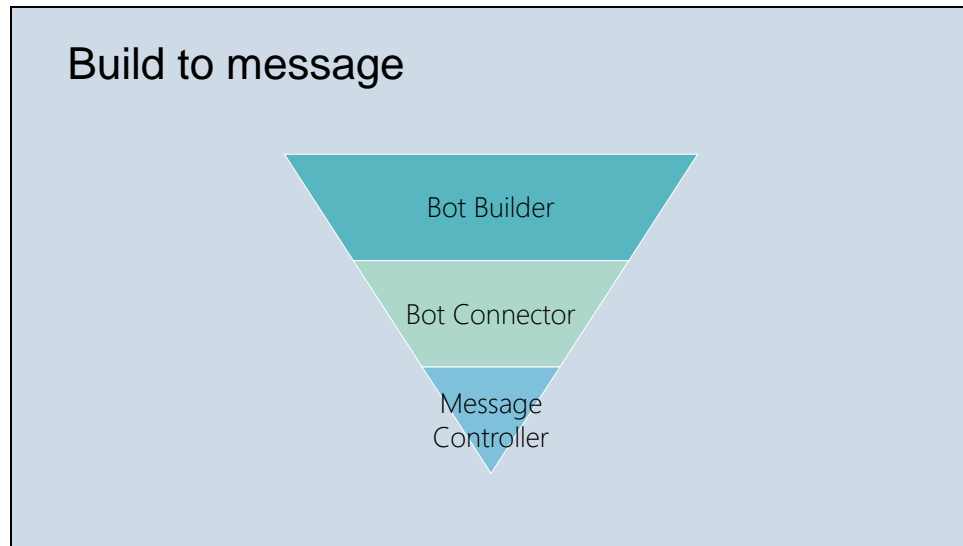 Build to message
Bot Builder
Bot Connector
Message
Controller